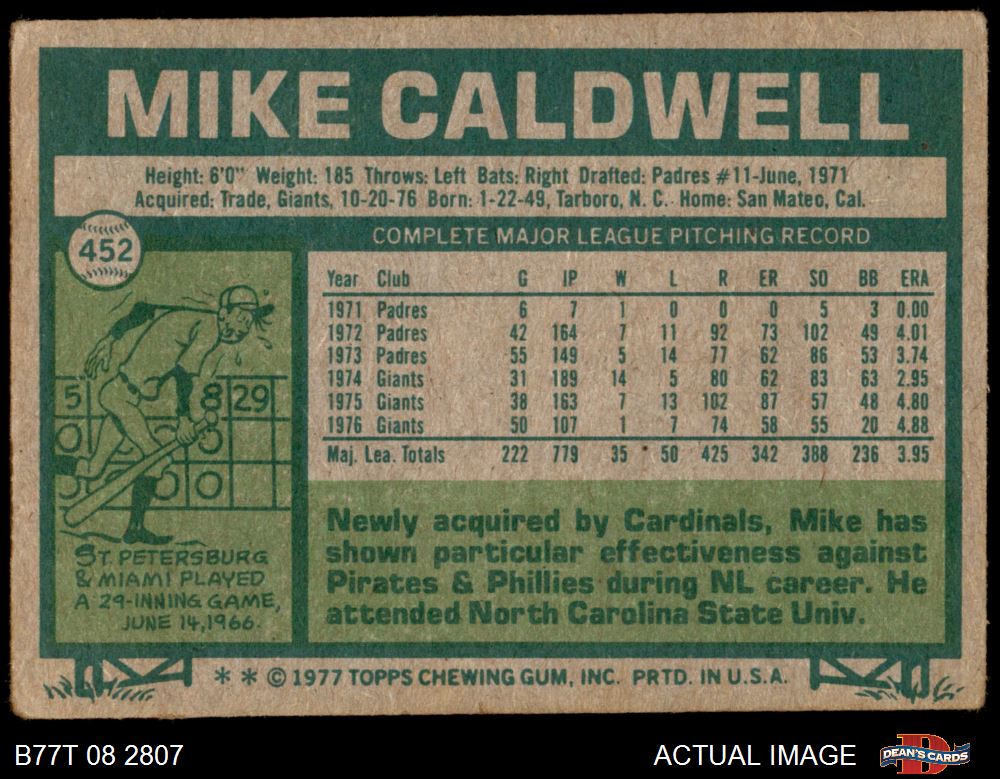 MIKE CALDWELL
Height: 6'0" Weight: 185 Throws: Left Bats: Right Drafted: Padres #11-June, 1971
Acquired: Trade, Giants, 10-20-76 Born: 1-22-49, Tarboro, N. C. Home: San Mateo, Cal.
452
COMPLETE MAJOR LEAGUE PITCHING RECORD
Year Club G IP W L R ER SO BB ERA
1971 Padres 6 7 1 0 0 0 5 3 0.00
1972 Padres 42 164 7 11 92 73 102 49 4.01
1973 Padres 55 149 5 14 77 62 86 53 3.74
1974 Giants 31 189 14 5 80 62 83 63 2.95
1975 Giants 38 163 7 13 102 87 57 48 4.80
1976 Giants 50 107 1 7 74 58 55 20 4.88
Maj. Lea. Totals 222 779 35 50 425 342 388 236 3.95
5 8 29
0 0
0 0
ST. PETERSBURG
& MIAMI PLAYED
A 29-INNING GAME,
JUNE 14, 1966.
Newly acquired by Cardinals, Mike has
shown particular effectiveness against
Pirates & Phillies during NL career. He
attended North Carolina State Univ.
* * © 1977 TOPPS CHEWING GUM, INC. PRTD. IN U.S.A.
B77T 08 2807
ACTUAL IMAGE
D
DEAN'S CARDS